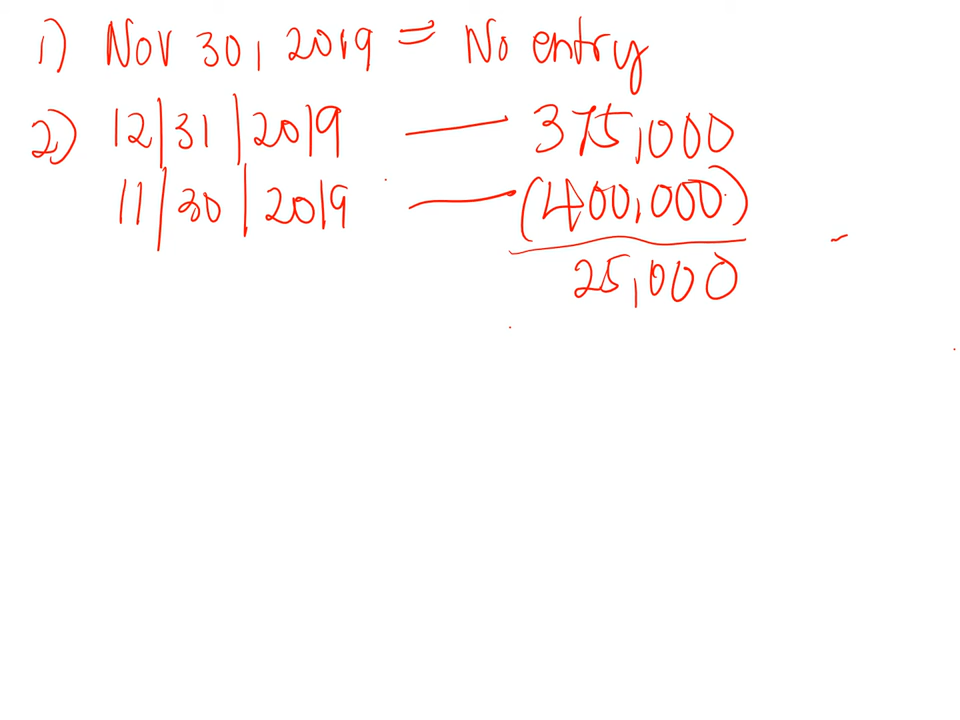 1) Nov 30, 2019 = No entry
2) 12|31|2019 — 375,000
11|30|2019 — (400,000)
25,000